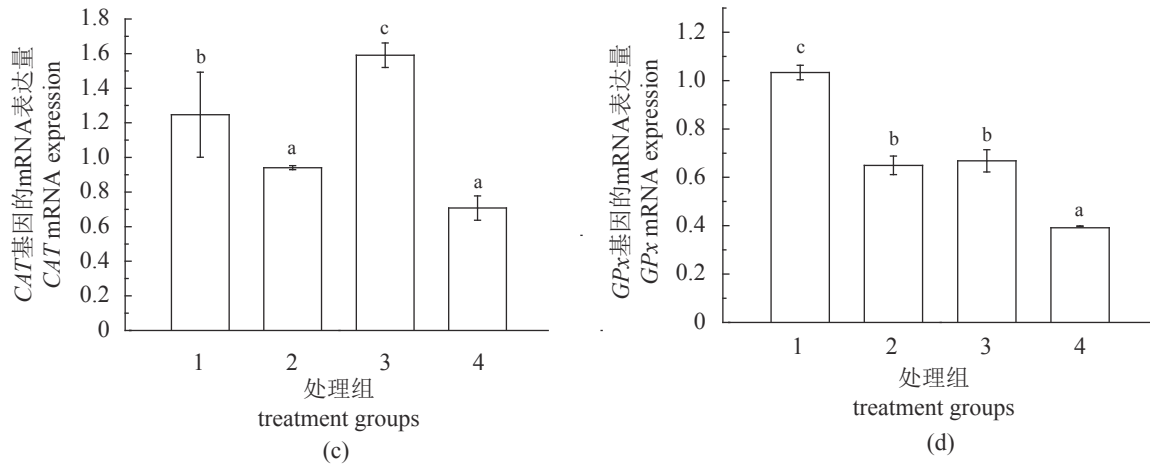 CAT基因的mRNA表达量
CAT mRNA expression
1.8
1.6
1.4
1.2
1.0
0.8
0.6
0.4
0.2
0
b
a
c
a
1 2 3 4
处理组
treatment groups
(c)
GPx基因的mRNA表达量
GPx mRNA expression
1.2
1.0
0.8
0.6
0.4
0.2
0
c
b
b
a
1 2 3 4
处理组
treatment groups
(d)